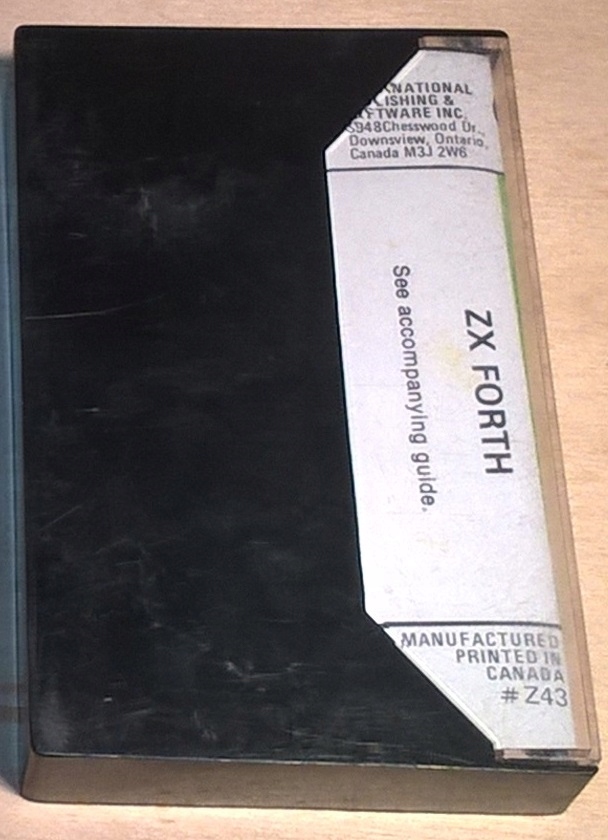 NATIONAL
LISHING &
FTWARE INC.
5948Chesswood Dr.,
Downsview, Ontario,
Canada M3J 2W6
ZX FORTH
See accompanying guide.
MANUFACTURED
PRINTED IN
CANADA
#Z43